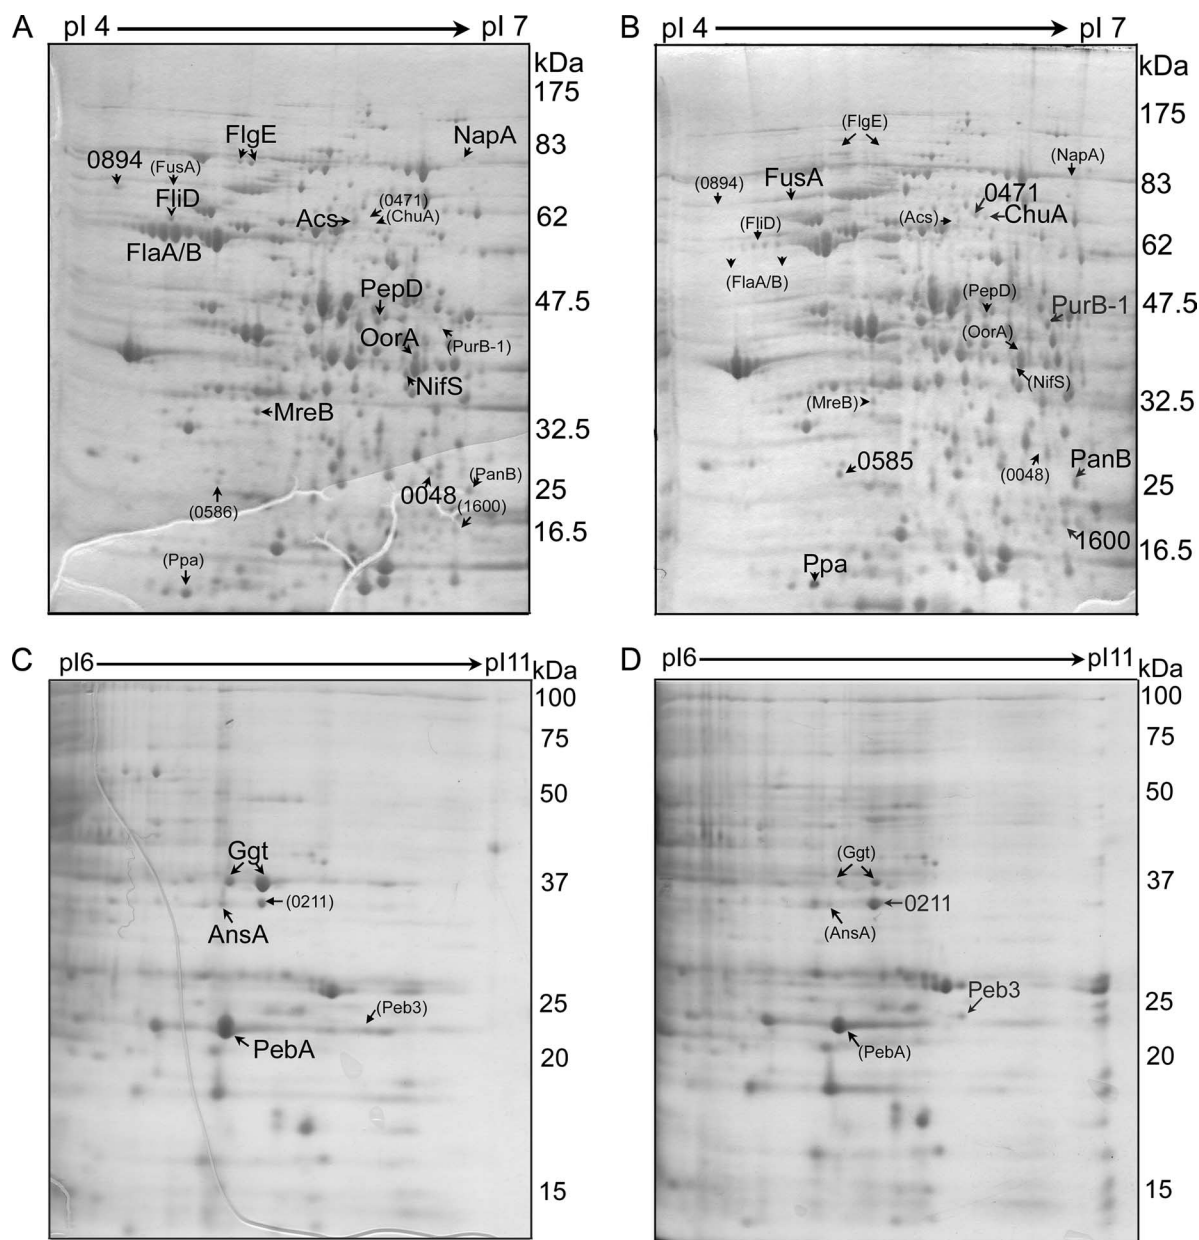 A pI 4 pI 7
kDa
175
83
62
47.5
32.5
25
16.5
FlgE
NapA
0894
(FusA)
FliD
(0471)
Acs
(ChuA)
FlaA/B
PepD
OorA
(PurB-1)
NifS
MreB
(PanB)
0048
(0586)
(1600)
(Ppa)
B pI 4 pI 7
kDa
175
83
62
47.5
32.5
25
16.5
(FlgE)
(NapA)
(0894)
FusA
0471
(Acs)
ChuA
(FliD)
(FlaA/B)
(PepD)
PurB-1
(OorA)
(NifS)
(MreB)
0585
(0048)
PanB
1600
Ppa
C pI6 pI11
kDa
100
75
50
37
25
20
15
Ggt
(0211)
AnsA
(Peb3)
PebA
D pI6 pI11
kDa
100
75
50
37
25
20
15
(Ggt)
0211
(AnsA)
Peb3
(PebA)